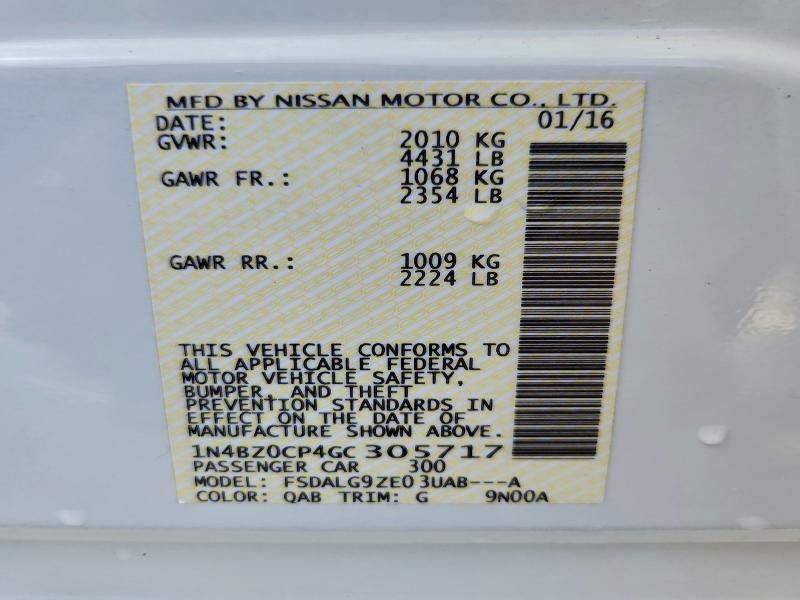 MFD BY NISSAN MOTOR CO., LTD.
DATE: 01/16
GVWR: 2010 KG
4431 LB
GAWR FR.: 1068 KG
2354 LB
GAWR RR.: 1009 KG
2224 LB
THIS VEHICLE CONFORMS TO
ALL APPLICABLE FEDERAL
MOTOR VEHICLE SAFETY,
BUMPER, AND THEFT
PREVENTION STANDARDS IN
EFFECT ON THE DATE OF
MANUFACTURE SHOWN ABOVE.
1N4BZ0CP4GC305717
PASSENGER CAR 300
MODEL: FSDALG9ZE03UAB---A
COLOR: QAB TRIM: G 9N00A